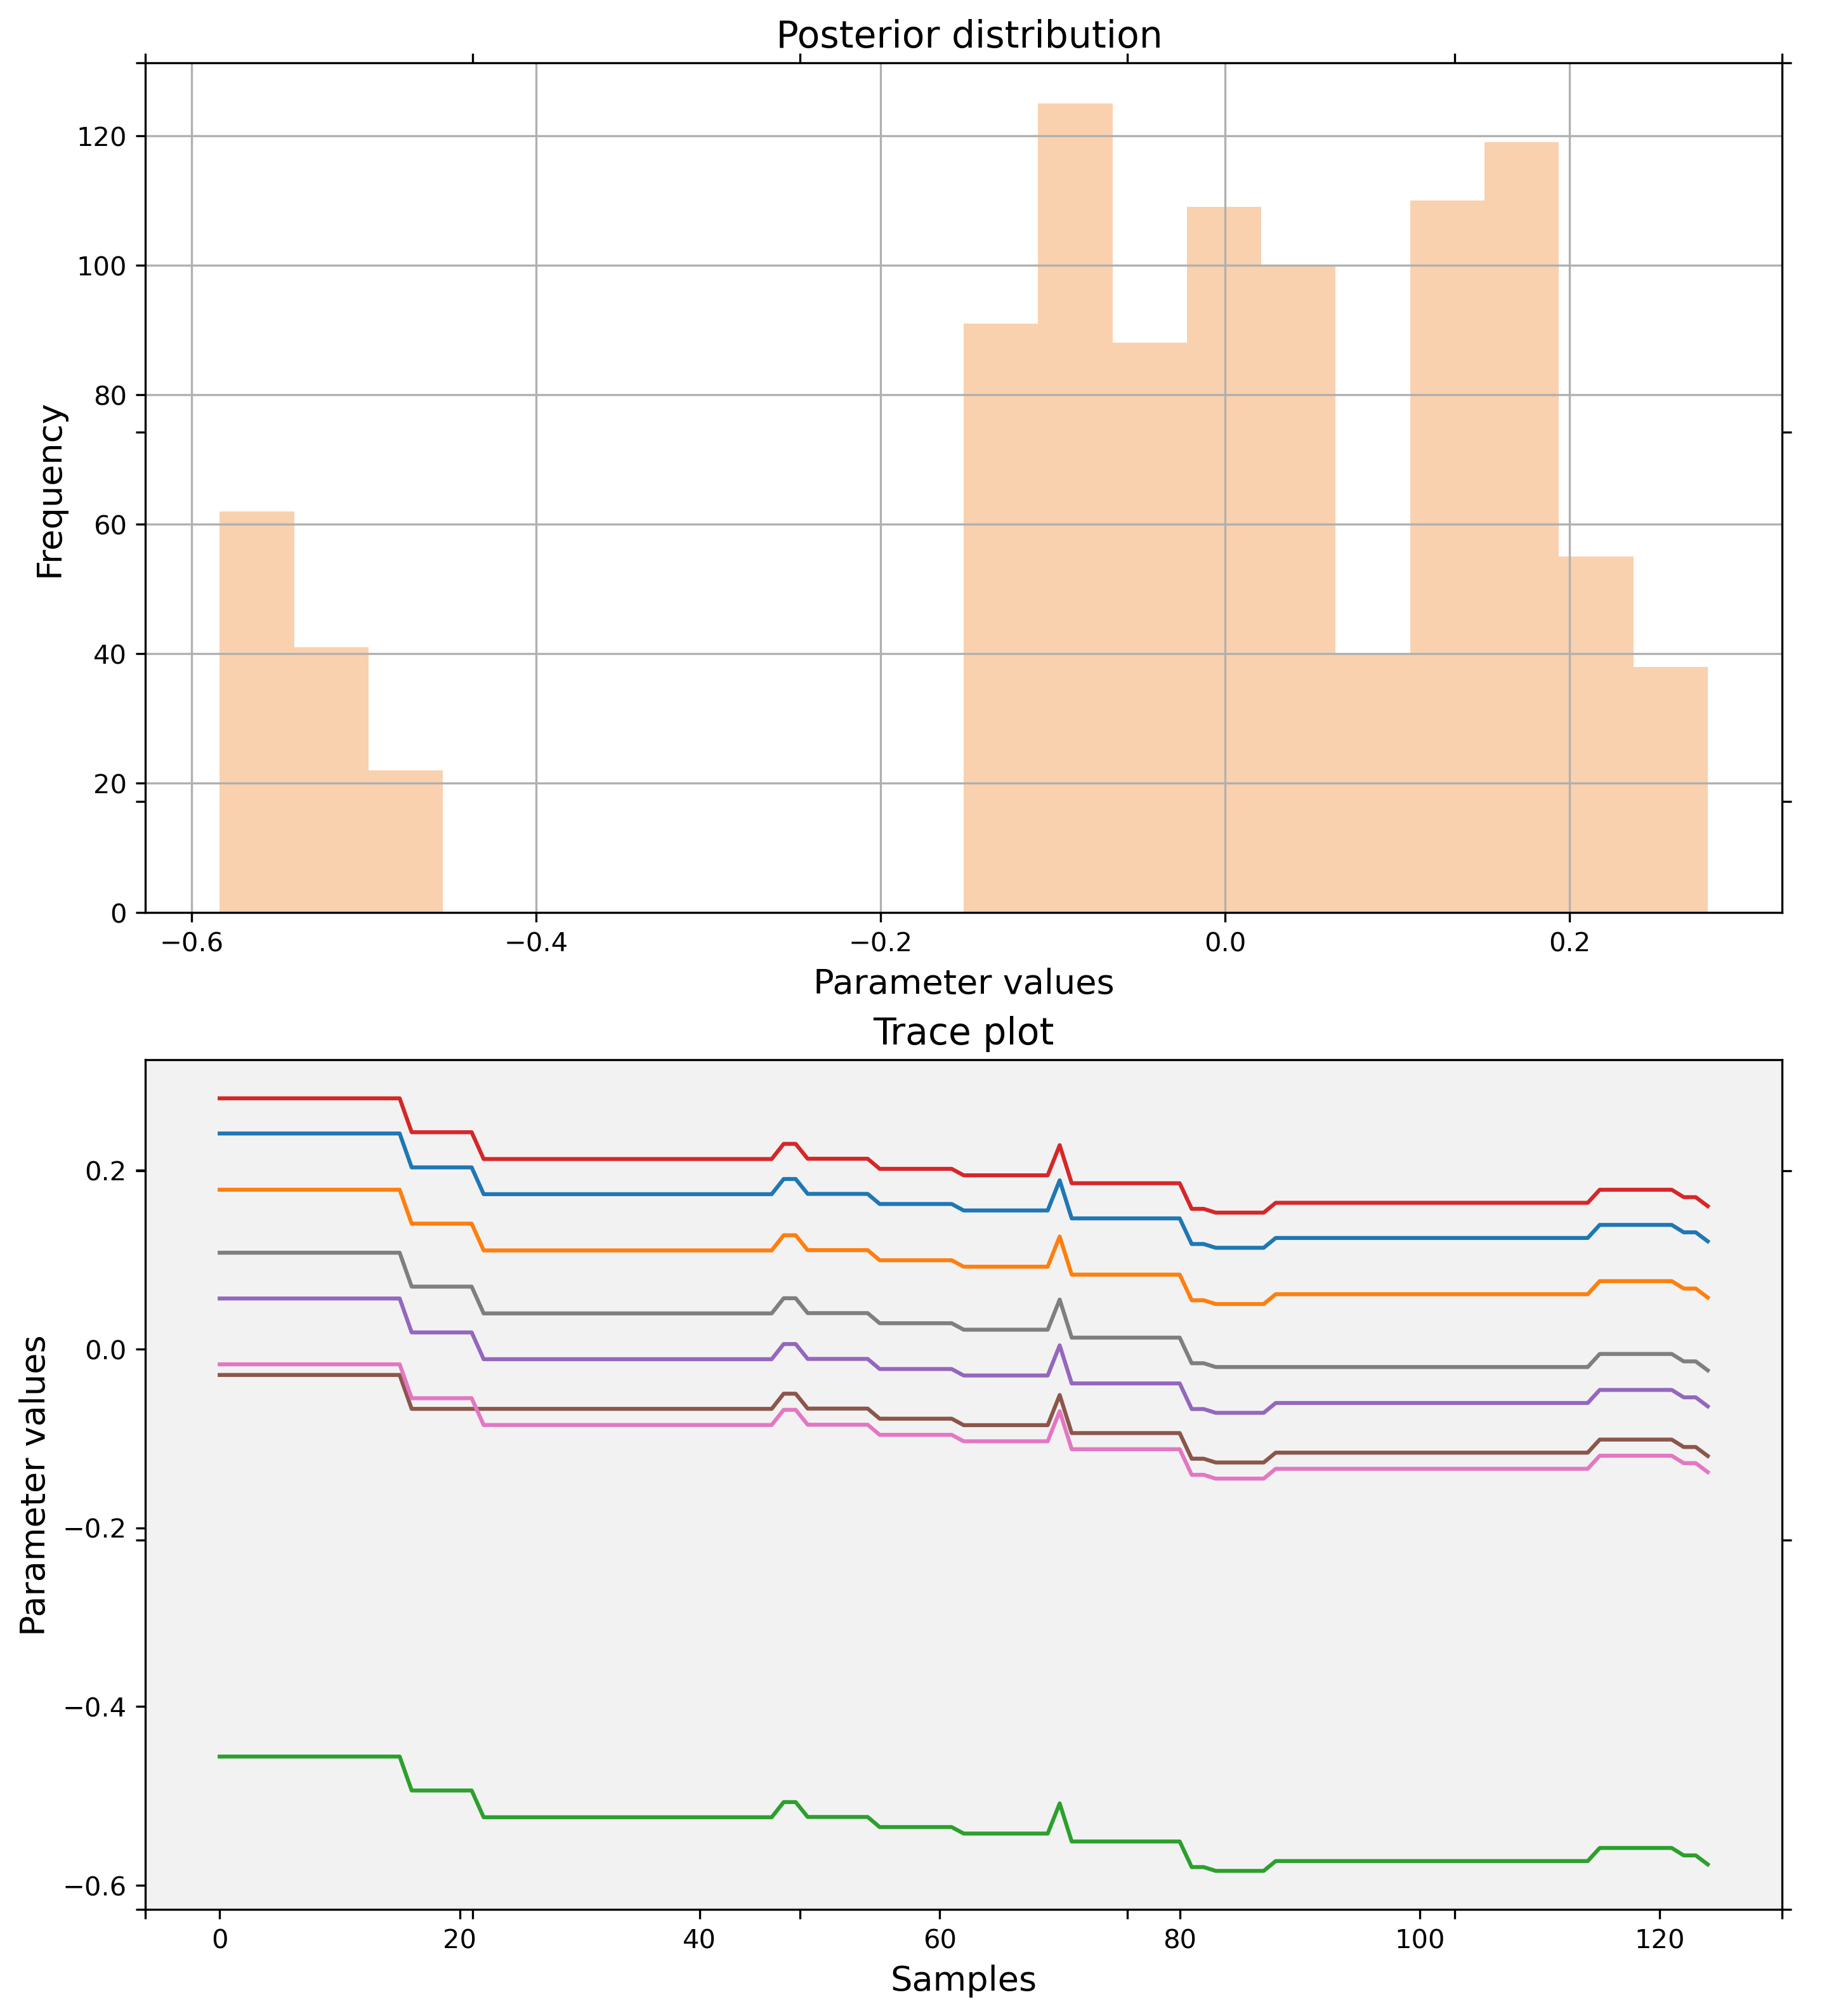 Posterior distribution
120
100
80
60
40
20
0
Frequency
−0.6 −0.4 −0.2 0.0 0.2
Parameter values
Trace plot
0.2
0.0
−0.2
−0.4
−0.6
Parameter values
0 20 40 60 80 100 120
Samples